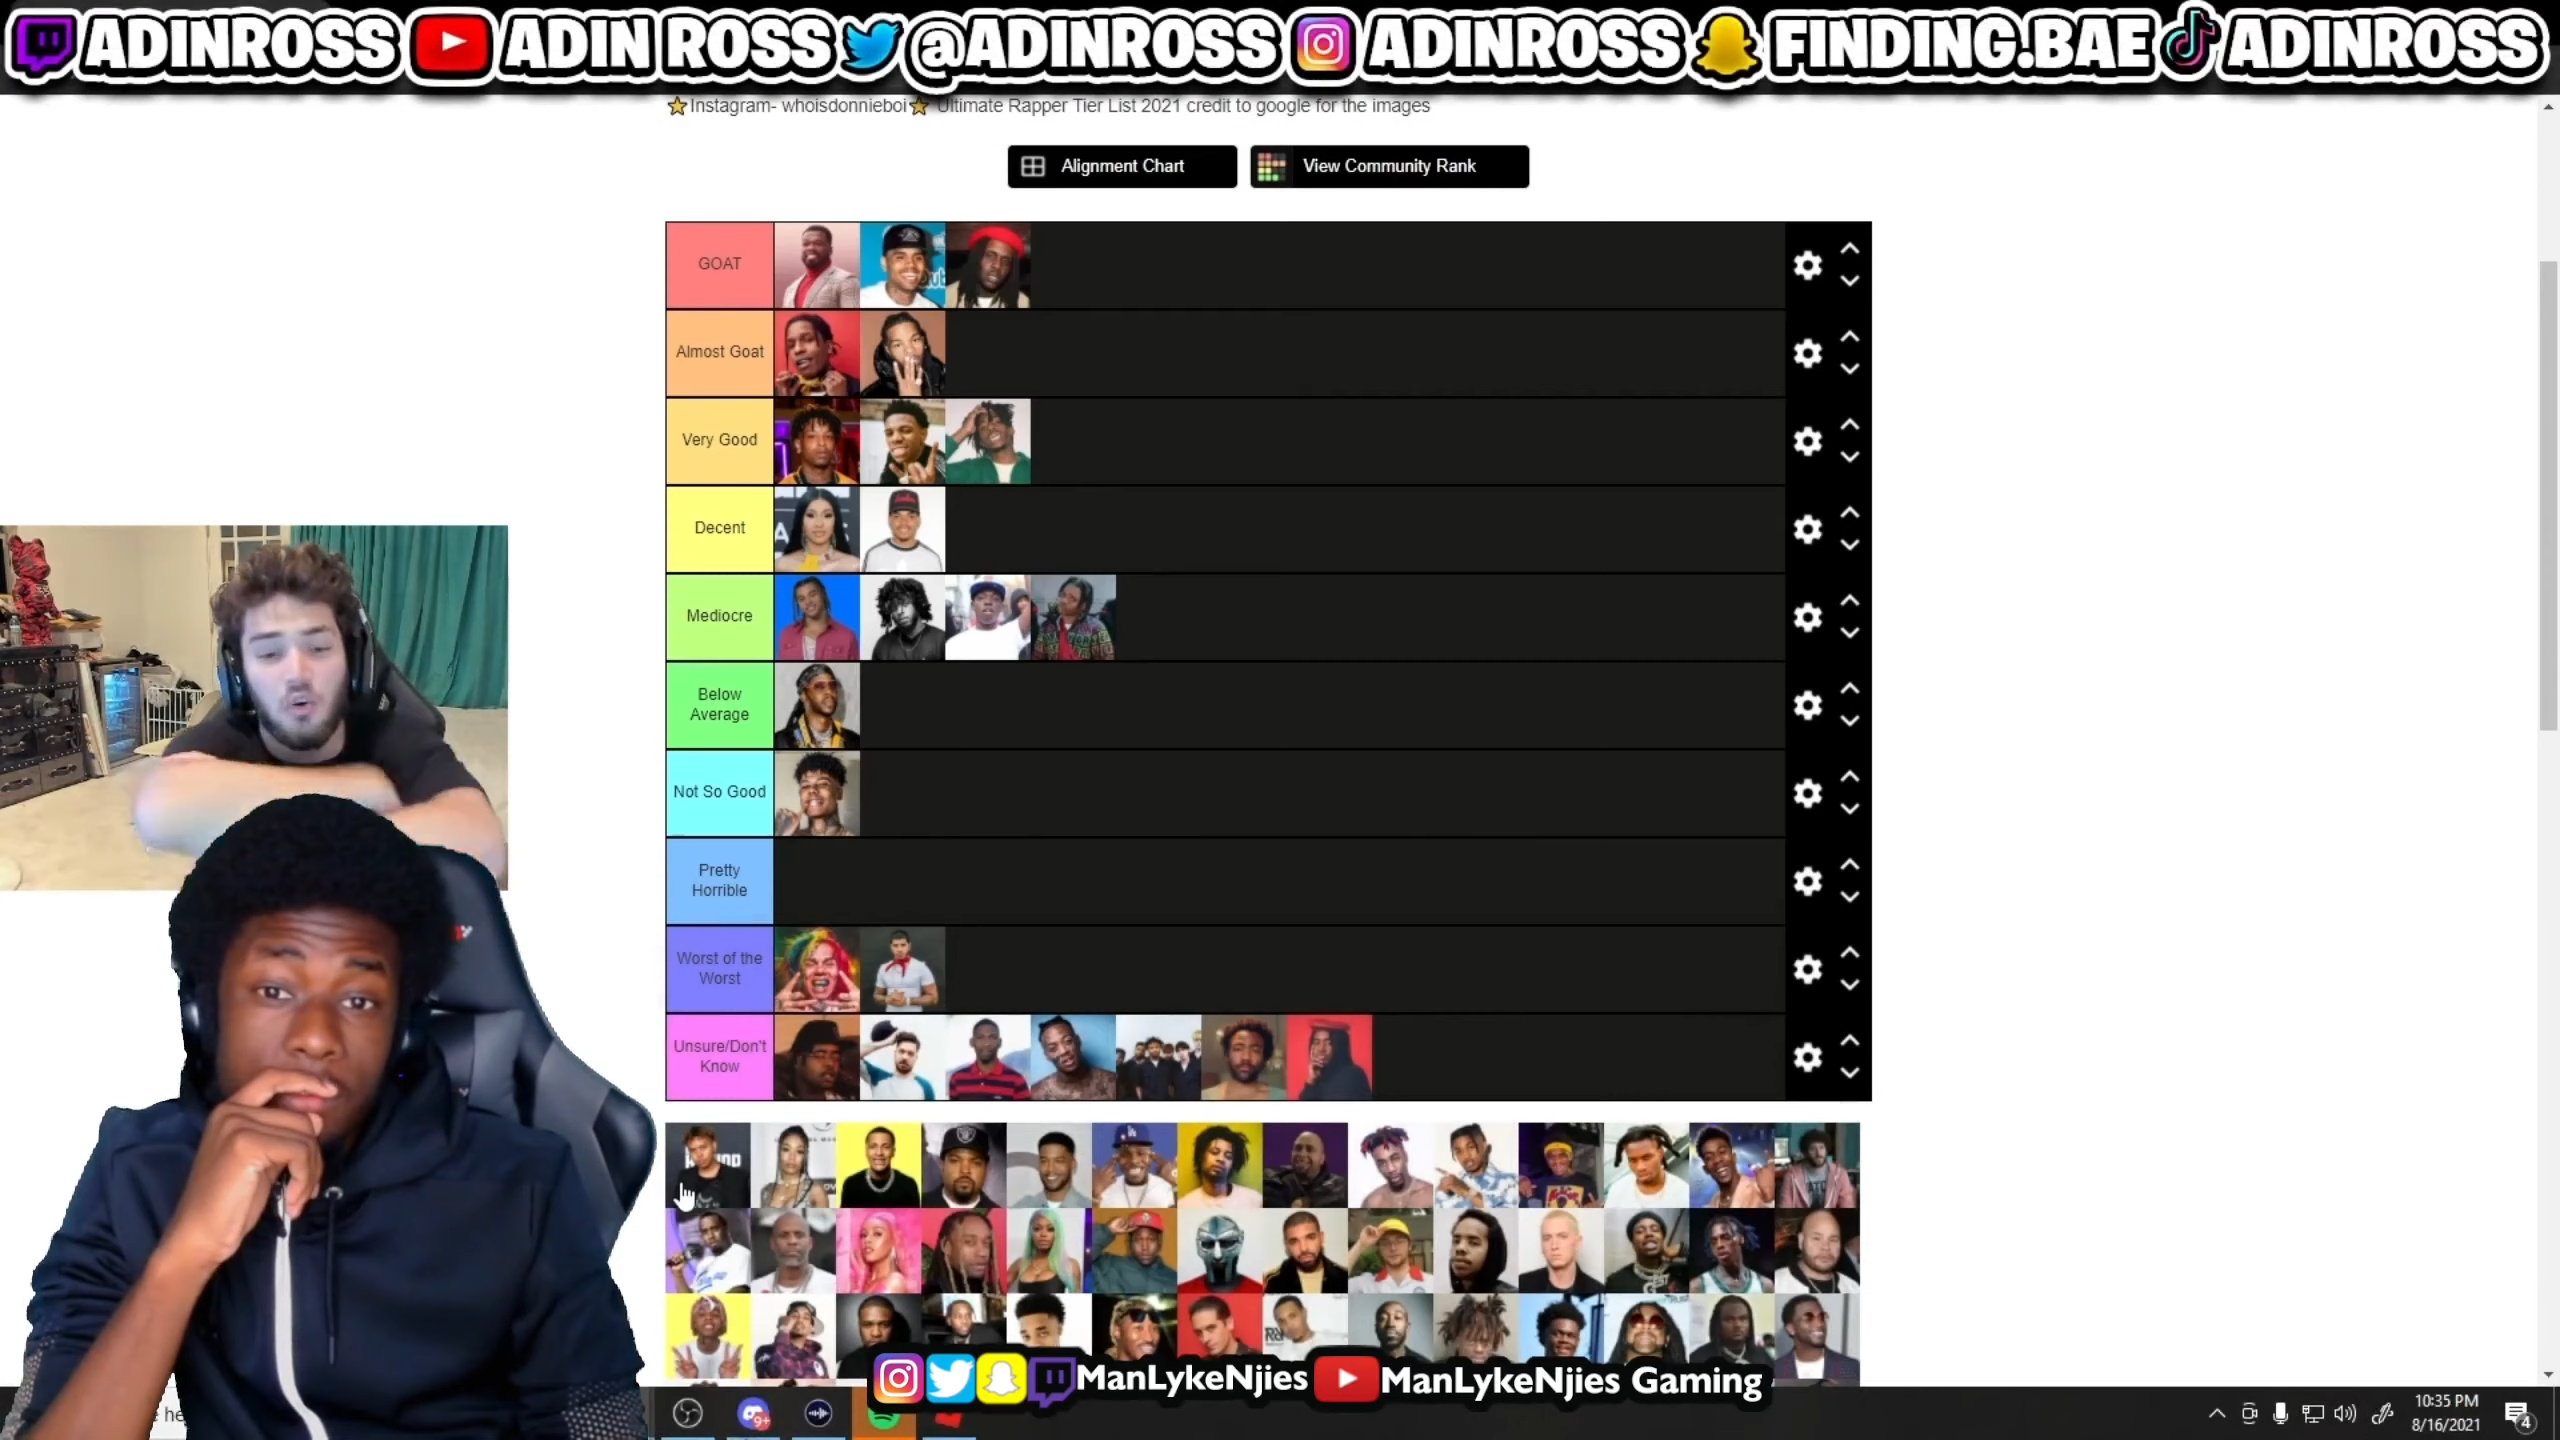 ADINROSS ADIN ROSS @ADINROSS ADINROSS FINDING.BAE ADINROSS
Instagram- whoisdonnieboi Ultimate Rapper Tier List 2021 credit to google for the images
Alignment Chart
View Community Rank
GOAT
Almost Goat
Very Good
Decent
Mediocre
Below
Average
Not So Good
Pretty
Horrible
Worst of the
Worst
Unsure/Don't
Know
ManLykeNjies ManLykeNjies Gaming
9+
10:35 PM
8/16/2021
4